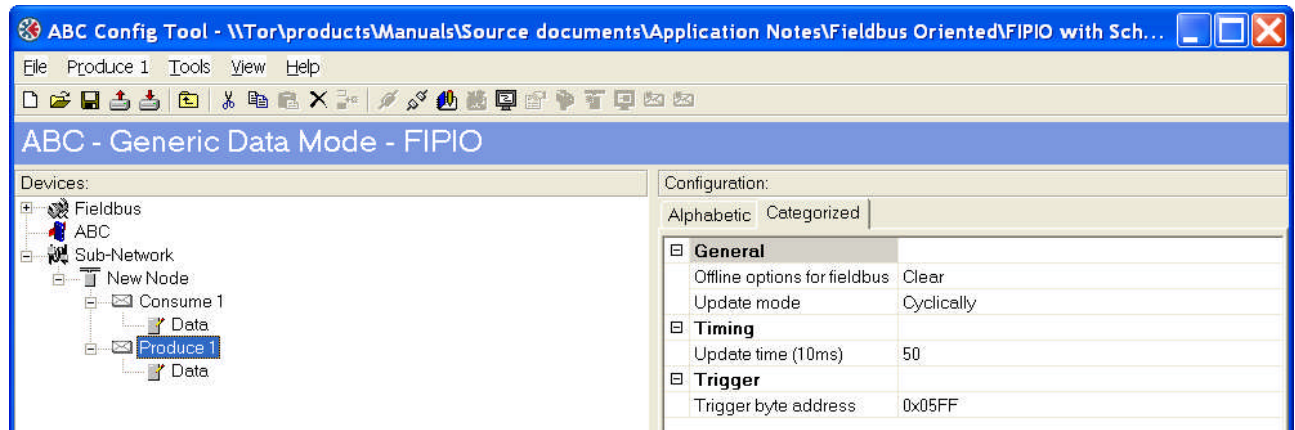 ABC Config Tool - \\Tor\products\Manuals\Source documents\Application Notes\Fieldbus Oriented\FIPIO with Sch...
File Produce 1 Tools View Help
ABC - Generic Data Mode - FIPIO
Devices:
Fieldbus
ABC
Sub-Network
New Node
Consume 1
Data
Produce 1
Data
Configuration:
Alphabetic Categorized
General
Offline options for fieldbus Clear
Update mode Cyclically
Timing
Update time (10ms) 50
Trigger
Trigger byte address 0x05FF